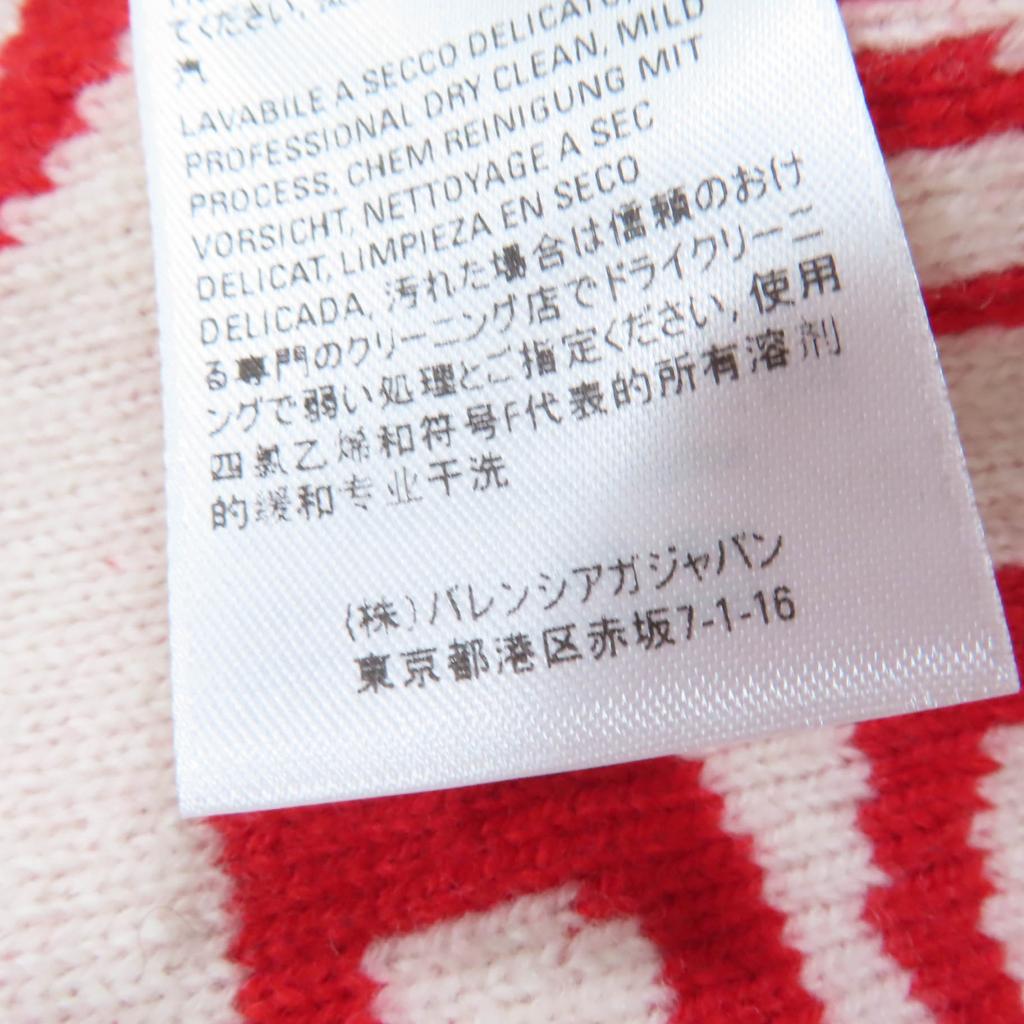 てください,
汽
LAVABILE A SECCO DELICATO,
PROFESSIONAL DRY CLEAN, MILD
PROCESS, CHEM REINIGUNG MIT
VORSICHT, NETTOYAGE A SEC
DELICAT, LIMPIEZA EN SECO
DELICADA, 汚れた場合は信頼のおけ
る専門のクリーニング店でドライクリーニ
ングで弱い処理とご指定ください, 使用
四氯乙烯和符号F代表的所有溶剂
的缓和专业干洗
(株)バレンシアガジャパン
東京都港区赤坂7-1-16